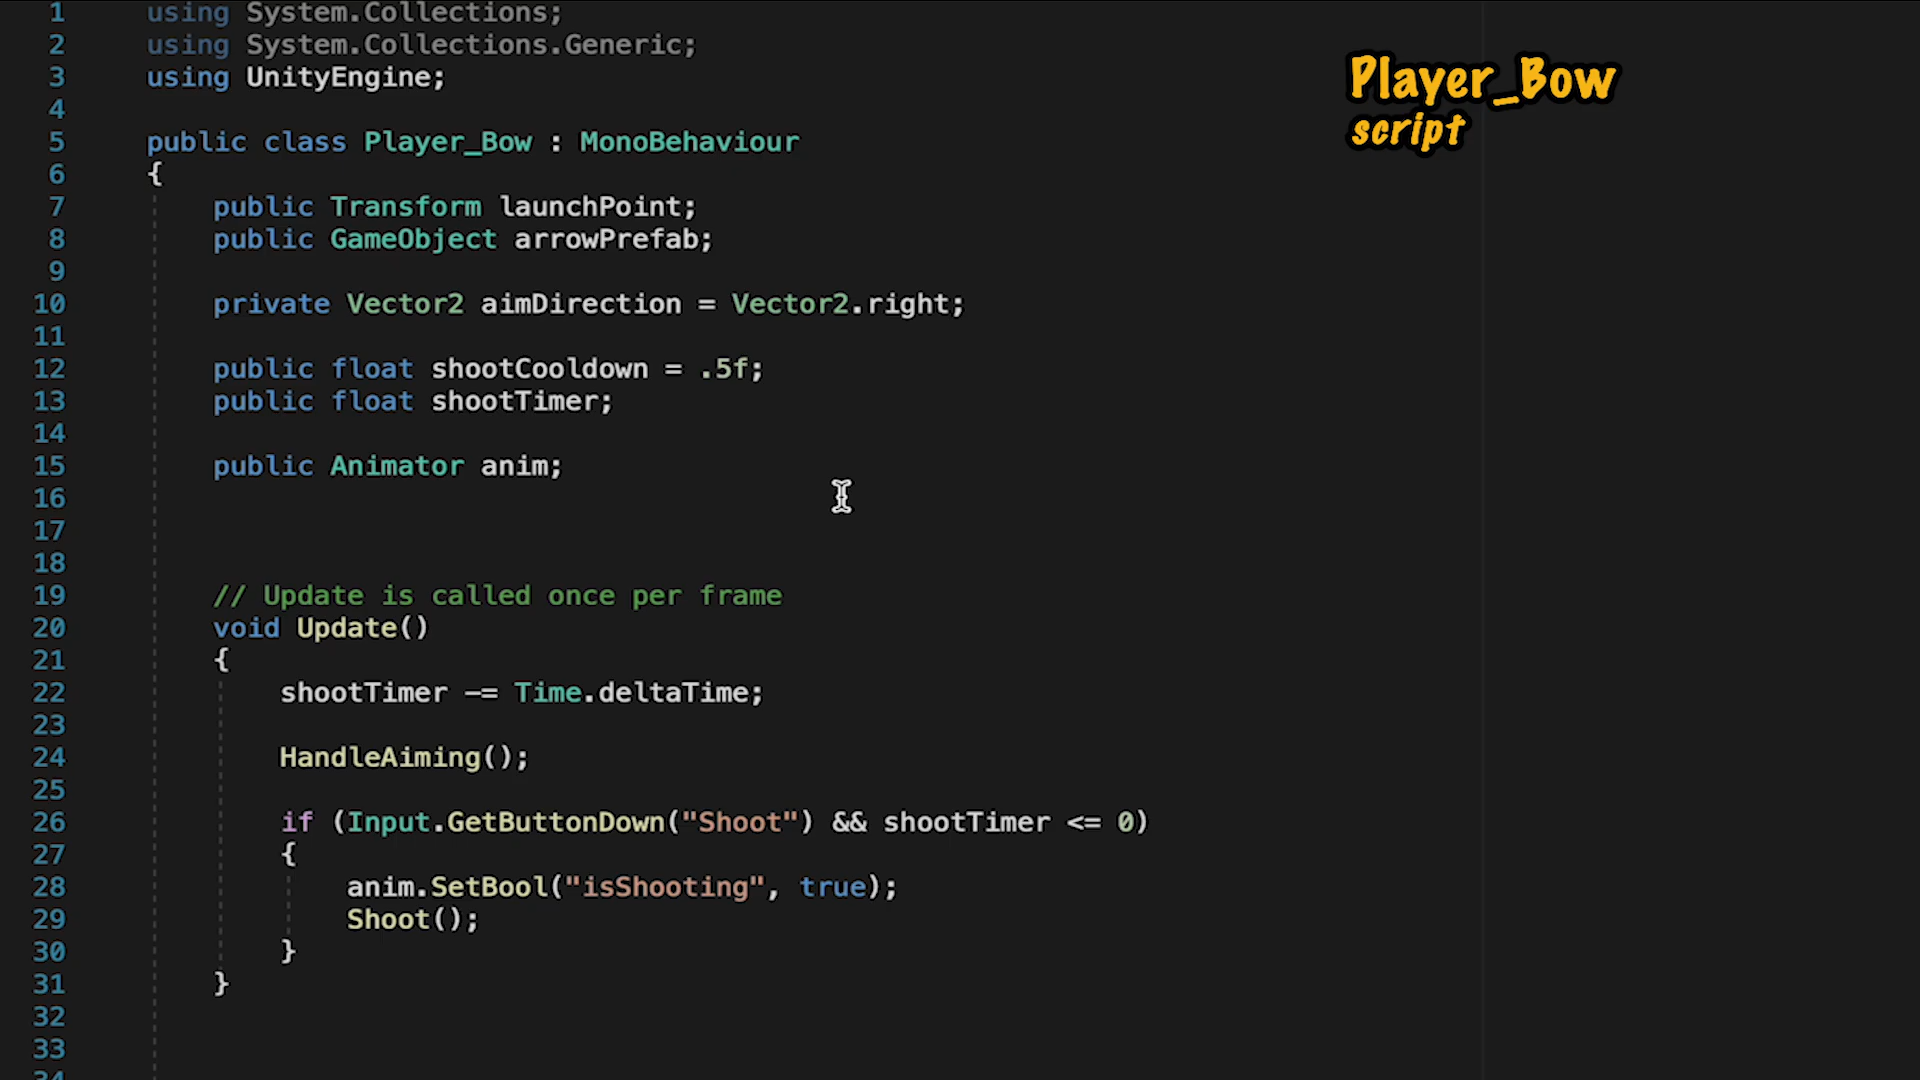 1 using System.Collections;
2 using System.Collections.Generic;
3 using UnityEngine;
4
5 public class Player_Bow : MonoBehaviour
6 {
7 public Transform launchPoint;
8 public GameObject arrowPrefab;
9
10 private Vector2 aimDirection = Vector2.right;
11
12 public float shootCooldown = .5f;
13 public float shootTimer;
14
15 public Animator anim;
16
17
18
19 // Update is called once per frame
20 void Update()
21 {
22 shootTimer -= Time.deltaTime;
23
24 HandleAiming();
25
26 if (Input.GetButtonDown("Shoot") && shootTimer <= 0)
27 {
28 anim.SetBool("isShooting", true);
29 Shoot();
30 }
31 }
32
33
34
Player_Bow
script